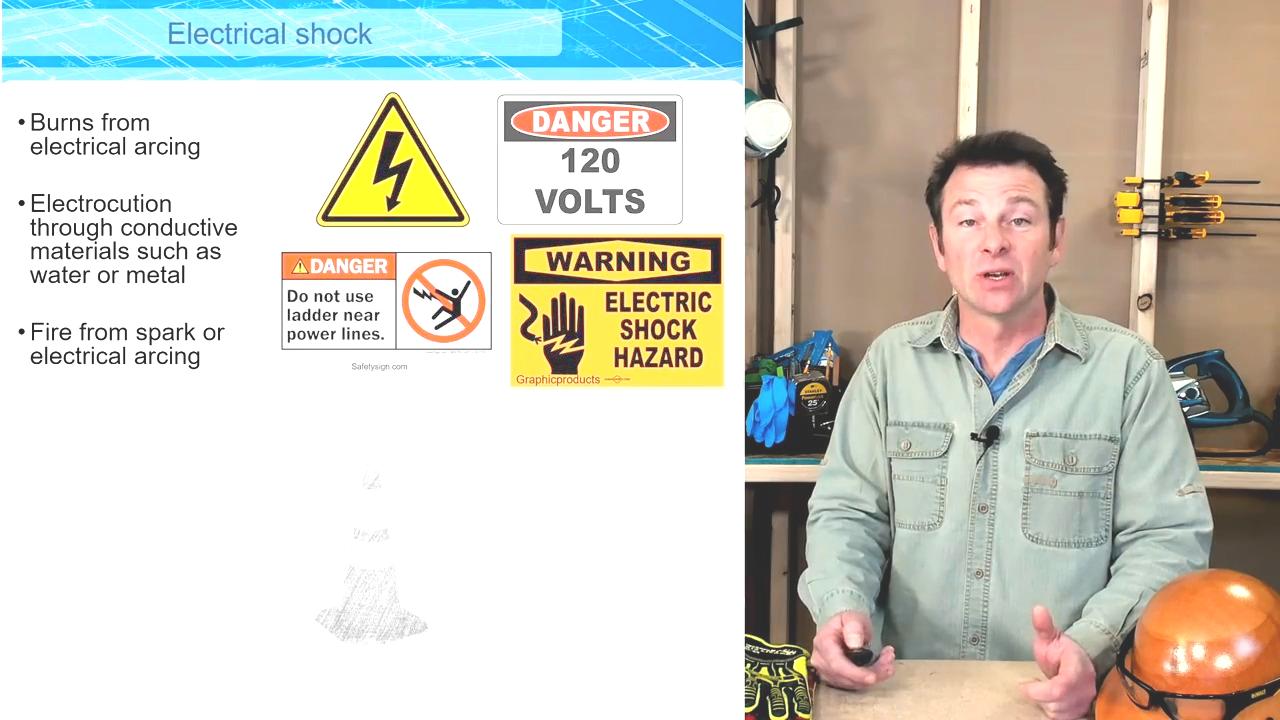 Electrical shock
•Burns from
electrical arcing
•Electrocution
through conductive
materials such as
water or metal
•Fire from spark or
electrical arcing
DANGER
120
VOLTS
DANGER
Do not use
ladder near
power lines.
Safetysign com
WARNING
ELECTRIC
SHOCK
HAZARD
Graphicproducts
STANLEY
25'